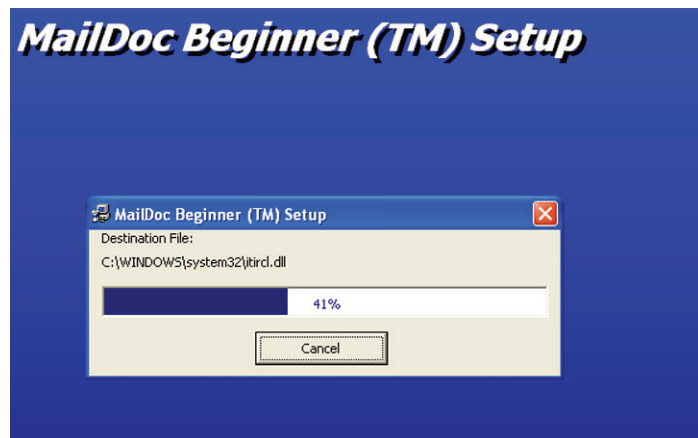 MailDoc Beginner (TM) Setup
MailDoc Beginner (TM) Setup
Destination File:
C:\WINDOWS\system32\itircl.dll
41%
Cancel